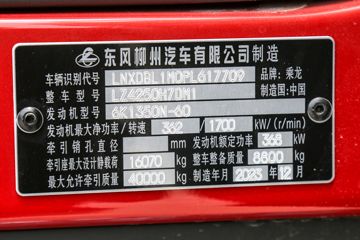 东风柳州汽车有限公司 制造
车辆识别代号 LNXDBL1M0PL617709 品牌:乘龙
整车型号 LZ4250H7DM1 制造国:中国
发动机型号 6K1350N-60
发动机最大净功率/转速 362 / 1700 kW/(r/min)
牵引销孔直径 mm 发动机额定功率 368 kW
牵引座最大设计静载荷 16070 kg 整车整备质量 8800 kg
最大允许牵引质量 40000 kg 制造年月 2023 年 12 月